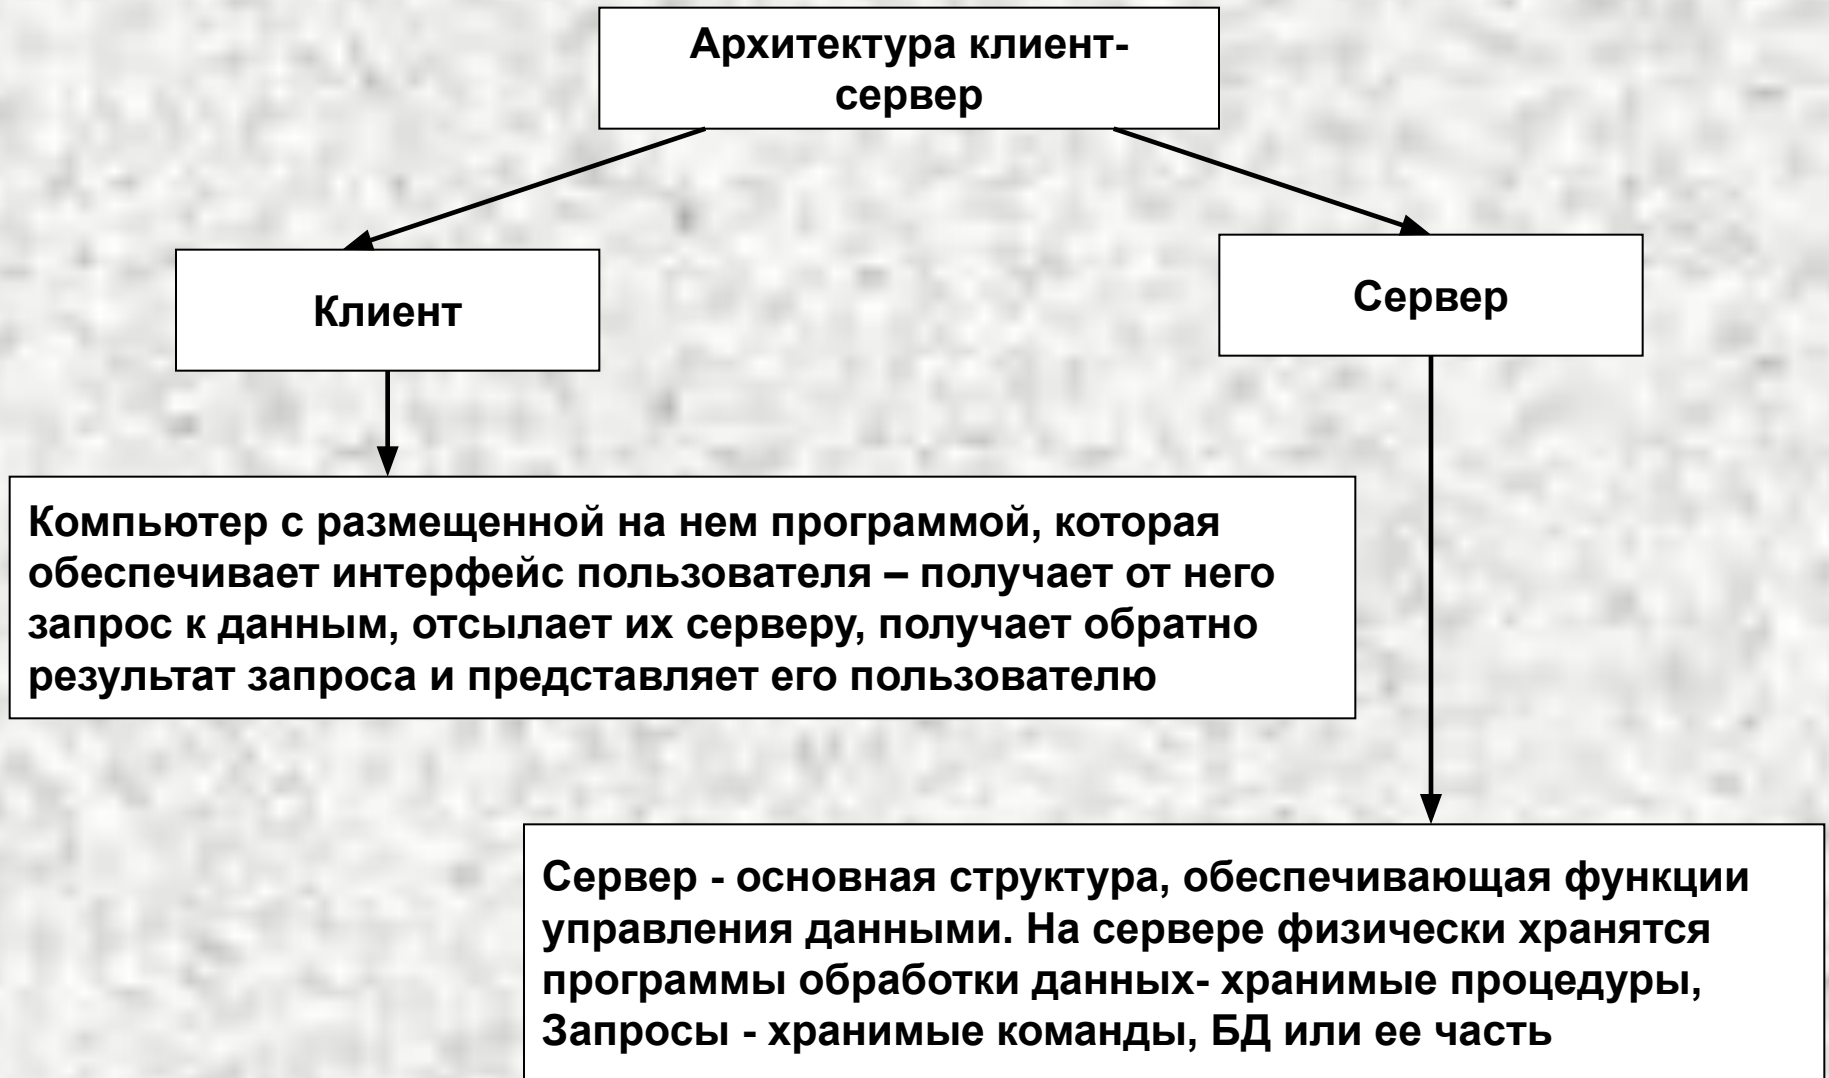 Архитектура клиент-
сервер
Клиент
Сервер
Компьютер с размещенной на нем программой, которая
обеспечивает интерфейс пользователя – получает от него
запрос к данным, отсылает их серверу, получает обратно
результат запроса и представляет его пользователю
Сервер - основная структура, обеспечивающая функции
управления данными. На сервере физически хранятся
программы обработки данных- хранимые процедуры,
Запросы - хранимые команды, БД или ее часть